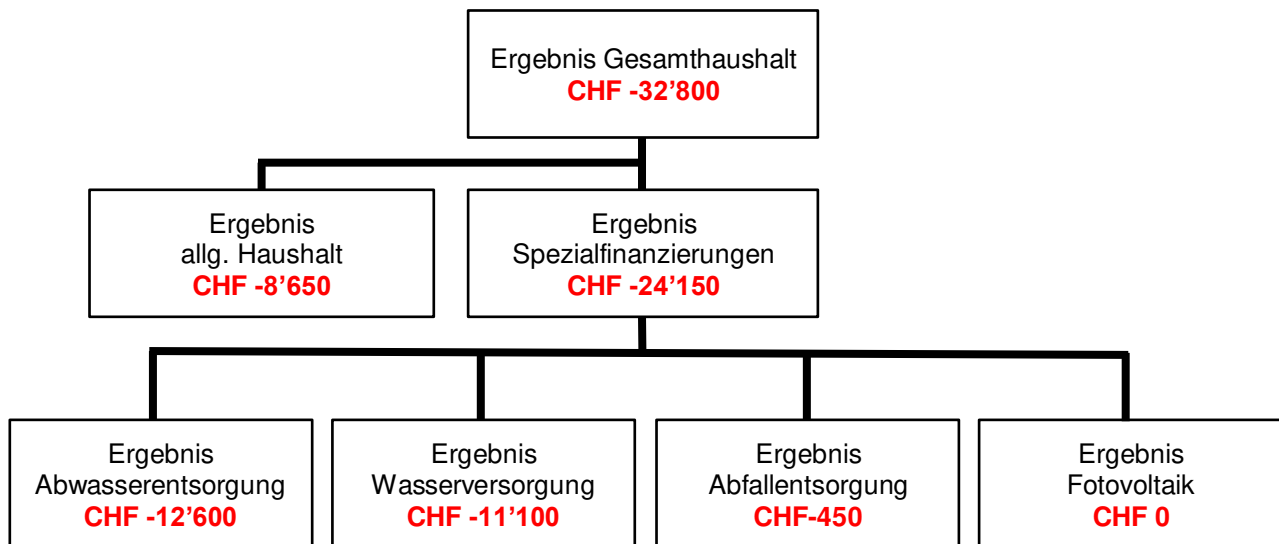 Ergebnis Gesamthaushalt
CHF -32’800
Ergebnis
allg. Haushalt
CHF -8’650
Ergebnis
Spezialfinanzierungen
CHF -24’150
Ergebnis
Abwasserentsorgung
CHF -12’600
Ergebnis
Wasserversorgung
CHF -11’100
Ergebnis
Abfallentsorgung
CHF-450
Ergebnis
Fotovoltaik
CHF 0